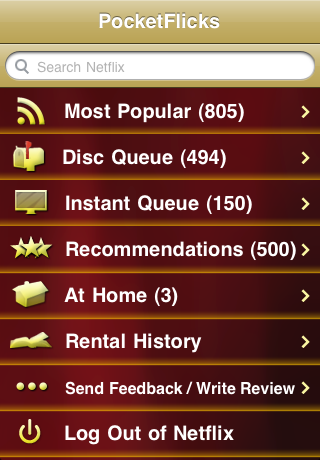 PocketFlicks
Search Netflix
Most Popular (805)
Disc Queue (494)
Instant Queue (150)
Recommendations (500)
At Home (3)
Rental History
Send Feedback / Write Review
Log Out of Netflix